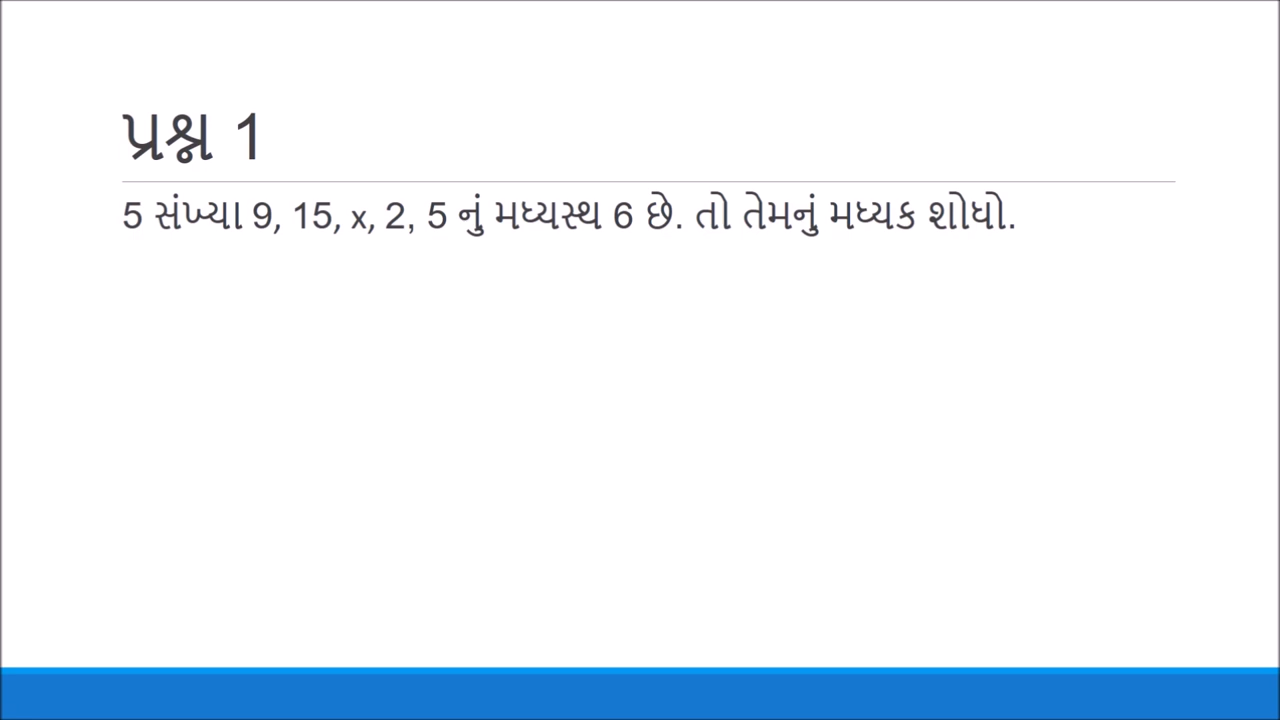 પ્રશ્ન 1
5 સંખ્યા 9, 15, x, 2, 5 નું મધ્યસ્થ 6 છે. તો તેમનું મધ્યક શોધો.